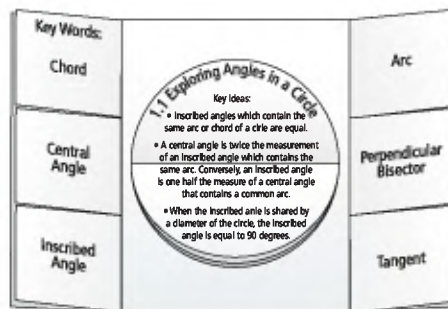 Key Words:
Chord
Central
Angle
Inscribed
Angle
1.1 Exploring Angles in a Circle
Key Ideas:
• Inscribed angles which contain the
same arc or chord of a cirle are equal.
• A central angle is twice the measurement
of an inscribed angle which contains the
same arc. Conversely, an inscribed angle
is one half the measure of a central angle
that contains a common arc.
• When the inscribed anle is shared by
a diameter of the circle, the inscribed
angle is equal to 90 degrees.
Arc
Perpendicular
Bisector
Tangent